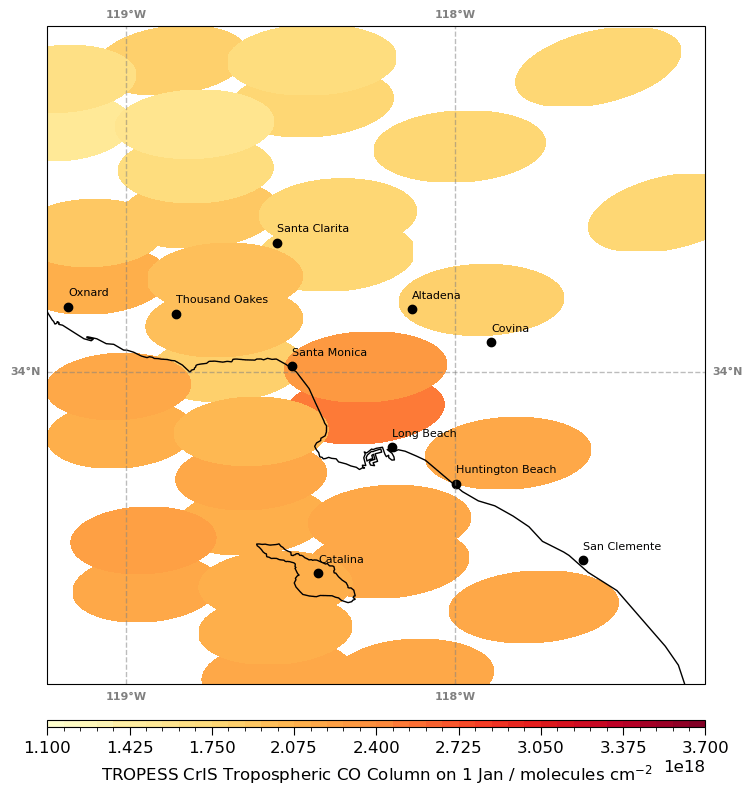 119°W 118°W
Santa Clarita
Oxnard
Thousand Oakes
Altadena
Covina
Santa Monica
34°N 34°N
Long Beach
Huntington Beach
San Clemente
Catalina
119°W 118°W
1.100 1.425 1.750 2.075 2.400 2.725 3.050 3.375 3.700
1e18
TROPESS CrIS Tropospheric CO Column on 1 Jan / molecules cm⁻²